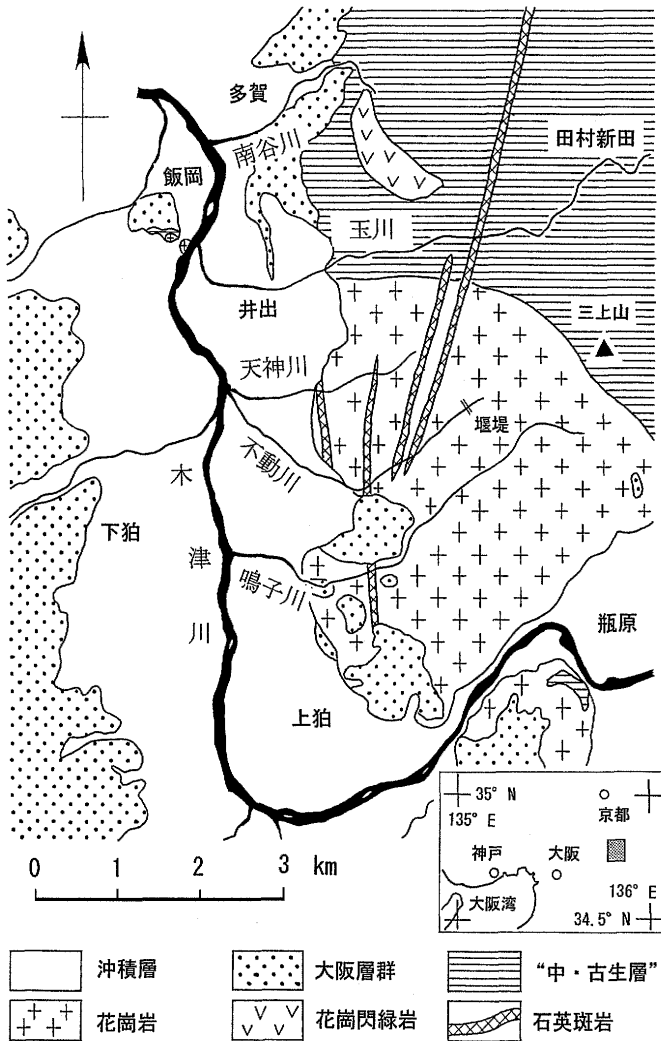 多賀
南谷川
田村新田
飯岡
玉川
井出
三上山
天神川
堰堤
不動川
木津川
下狛
鳴子川
瓶原
上狛
35° N
京都
135° E
神戸
大阪
136° E
大阪湾
34.5° N
0 1 2 3 km
沖積層
大阪層群
“中・古生層”
花崗岩
花崗閃緑岩
石英斑岩